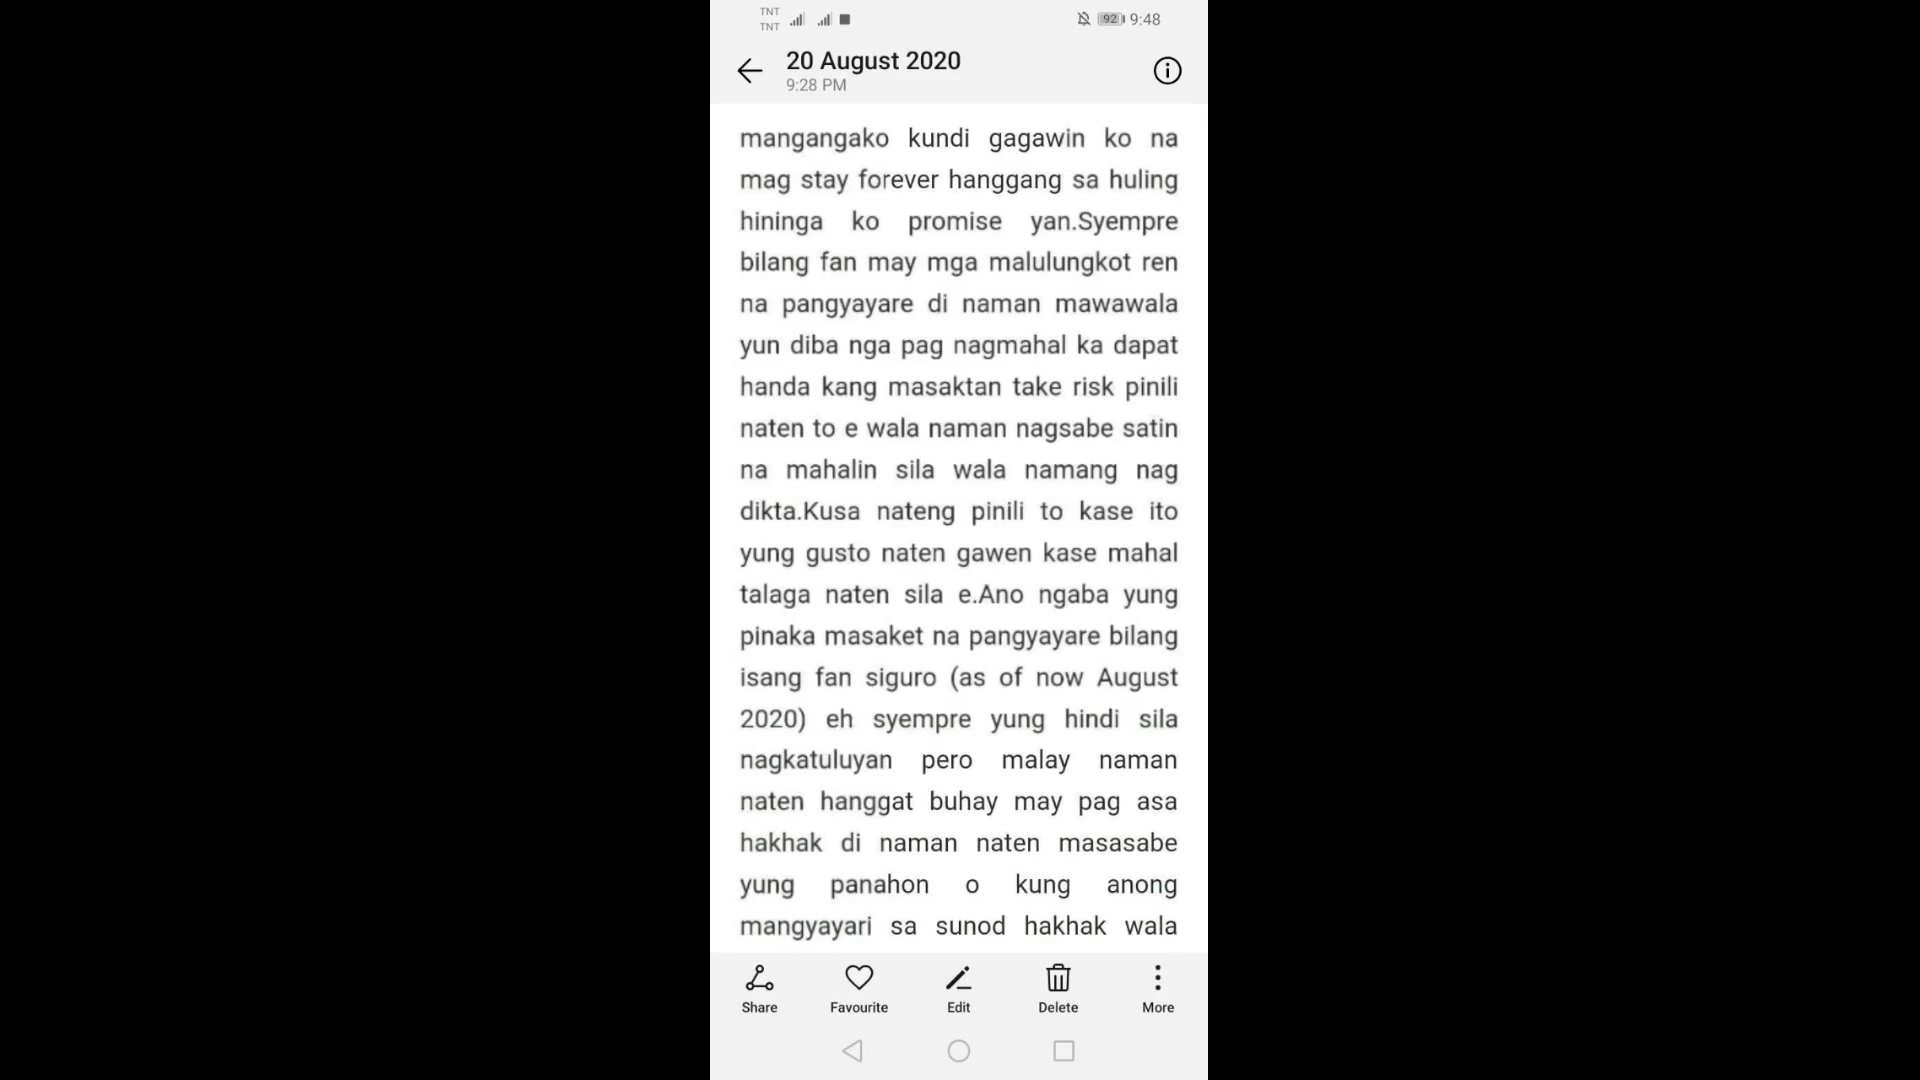 TNT
TNT
92 9:48
20 August 2020
9:28 PM
mangangako kundi gagawin ko na
mag stay forever hanggang sa huling
hininga ko promise yan.Syempre
bilang fan may mga malulungkot ren
na pangyayare di naman mawawala
yun diba nga pag nagmahal ka dapat
handa kang masaktan take risk pinili
naten to e wala naman nagsabe satin
na mahalin sila wala namang nag
dikta.Kusa nateng pinili to kase ito
yung gusto naten gawen kase mahal
talaga naten sila e.Ano ngaba yung
pinaka masaket na pangyayare bilang
isang fan siguro (as of now August
2020) eh syempre yung hindi sila
nagkatuluyan pero malay naman
naten hanggat buhay may pag asa
hakhak di naman naten masasabe
yung panahon o kung anong
mangyayari sa sunod hakhak wala
Share Favourite Edit Delete More